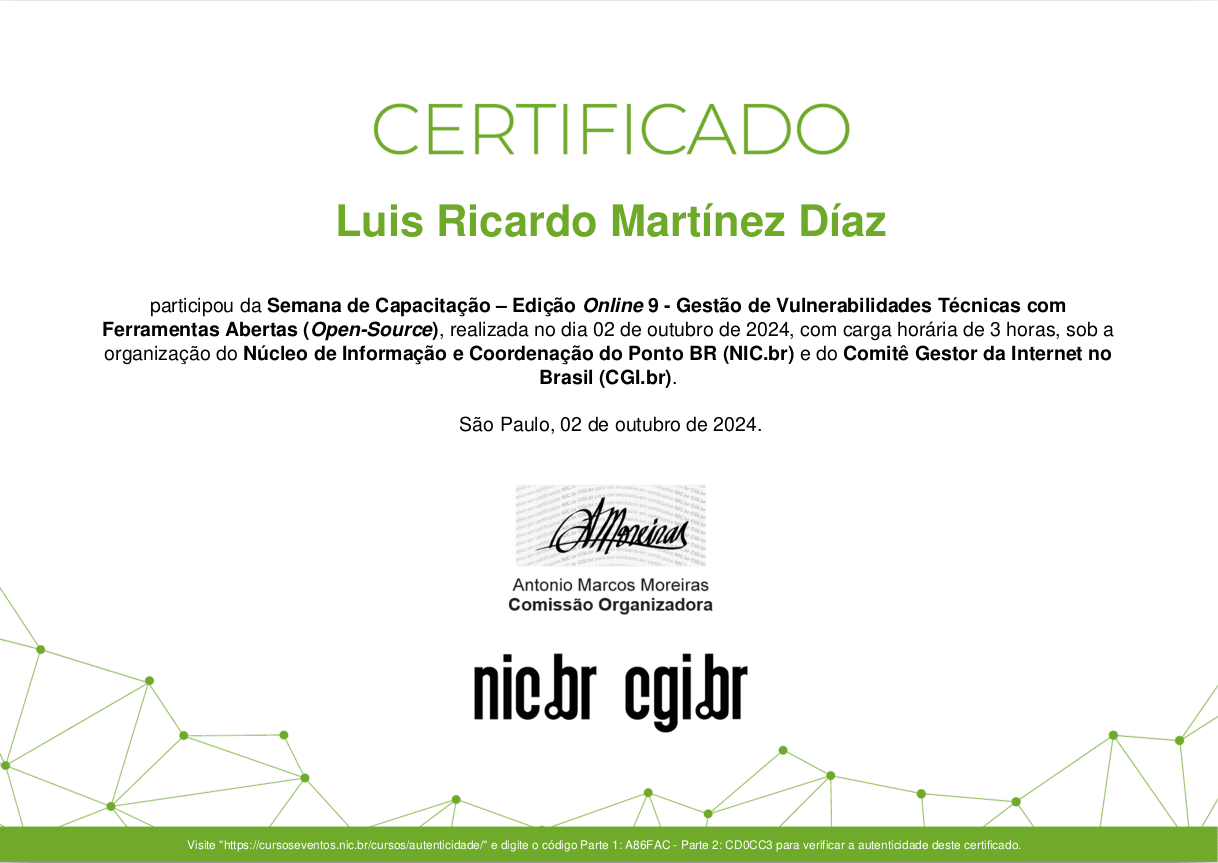 CERTIFICADO
Luis Ricardo Martínez Díaz
participou da Semana de Capacitação – Edição Online 9 - Gestão de Vulnerabilidades Técnicas com
Ferramentas Abertas (Open-Source), realizada no dia 02 de outubro de 2024, com carga horária de 3 horas, sob a
organização do Núcleo de Informação e Coordenação do Ponto BR (NIC.br) e do Comitê Gestor da Internet no
Brasil (CGI.br).
São Paulo, 02 de outubro de 2024.
AMoreiras
Antonio Marcos Moreiras
Comissão Organizadora
nic.br cgi.br
Visite "https://cursoseventos.nic.br/cursos/autenticidade/" e digite o código Parte 1: A86FAC - Parte 2: CD0CC3 para verificar a autenticidade deste certificado.